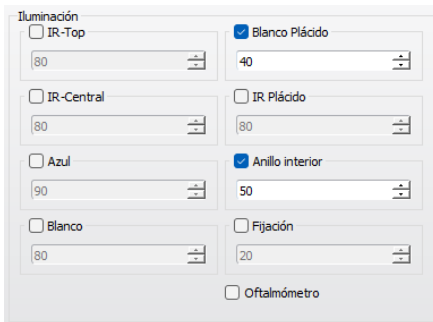 Iluminación
IR-Top
Blanco Plácido
80
40
IR-Central
IR Plácido
80
80
Azul
Anillo interior
90
50
Blanco
Fijación
80
20
Oftalmómetro